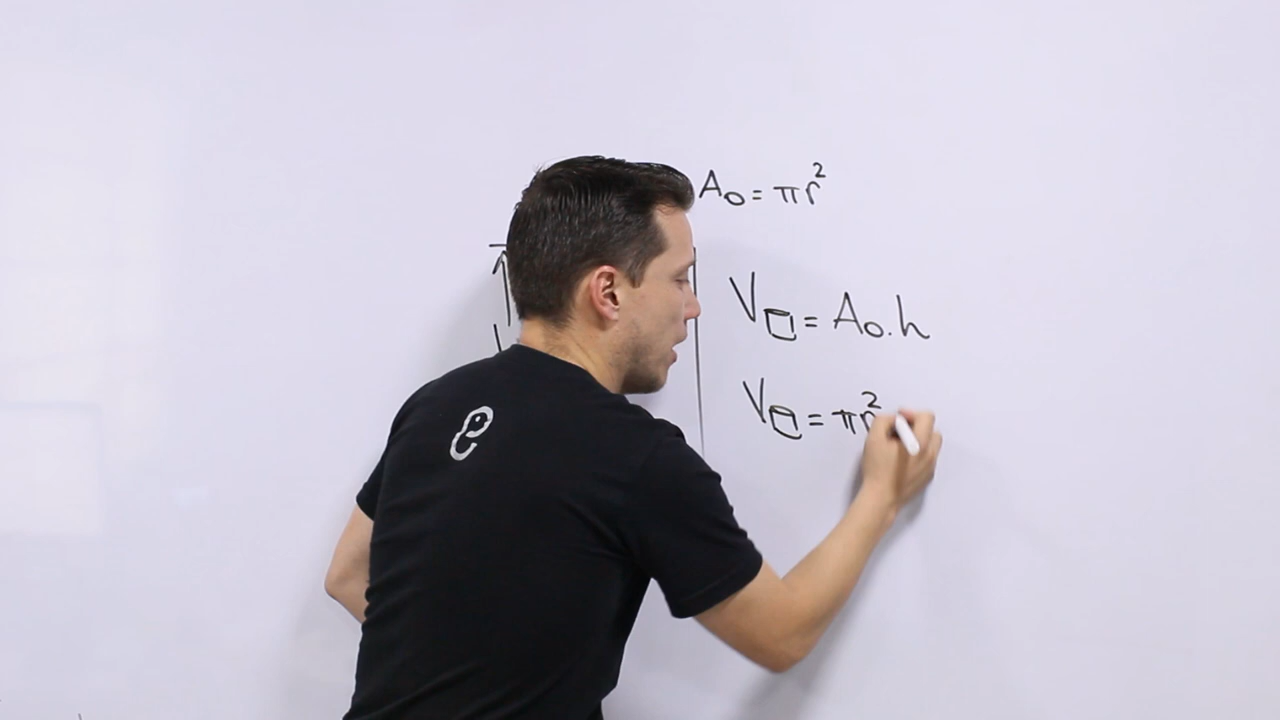 A○ = πr²
V⌭ = A○.h
V⌭ = πr²